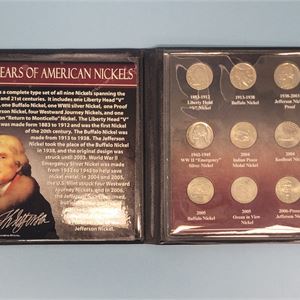 YEARS OF AMERICAN NICKELS
is a complete type set of all nine Nickels spanning the
and 21st centuries. It includes one Liberty Head "V"
, one Buffalo Nickel, one WWII silver Nickel, one Proof
erson Nickel, four Westward Journey Nickels, and one
on "Return to Monticello" Nickel. The Liberty Head "V"
was made form 1883 to 1912 and was the first Nickel
of the 20th century. The Buffalo Nickel was
made from 1913 to 1938. The Jefferson
Nickel took the place of the Buffalo Nickel
in 1938, and the original design was
struck until 2003. World War II
Emergency Silver Nickel was made
from 1942 to 1945 to help save
nickel metal. In 2004 and 2005,
the U.S. Mint struck four Westward
Journey Nickels, and in 2006,
Jefferson Nickel.
1883-1912
Liberty Head
"V" Nickel
1913-1938
Buffalo Nickel
1938-2003
Jefferson Nickel
Proof
1942-1945
WW II "Emergency"
Silver Nickel
2004
Indian Peace
Medal Nickel
2004
Keelboat Nickel
2005
Buffalo Nickel
2005
Ocean in View
Nickel
2006
Jefferson Nickel